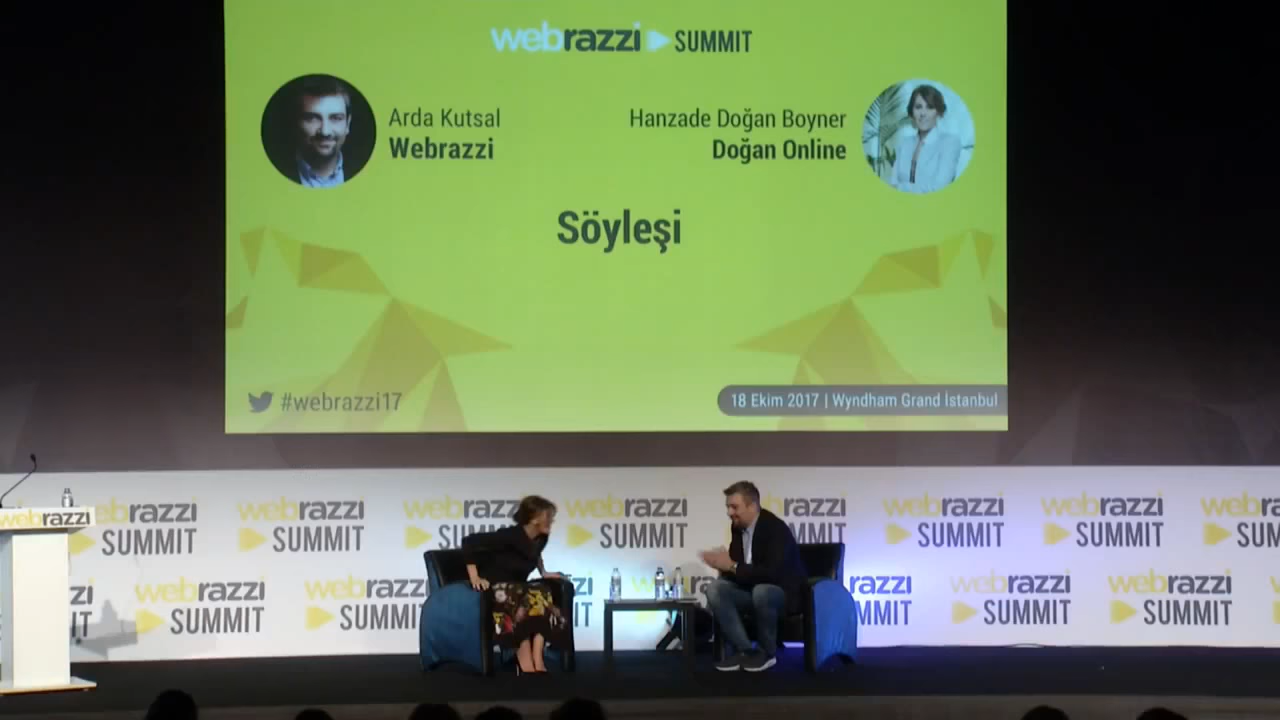 webrazzi SUMMIT
Arda Kutsal
Webrazzi
Hanzade Doğan Boyner
Doğan Online
Söyleşi
#webrazzi17
18 Ekim 2017 | Wyndham Grand İstanbul
webrazzi
webrazzi
SUMMIT
webrazzi
SUMMIT
webrazzi
SUMM
webrazzi
SUMMIT
webrazzi
SUMMIT
webrazzi
SUMMIT
webrazzi
SUMMIT
webrazzi
SUMMIT
webrazzi
SUMMIT
webrazzi
SUMMIT
webrazzi
SUMMIT